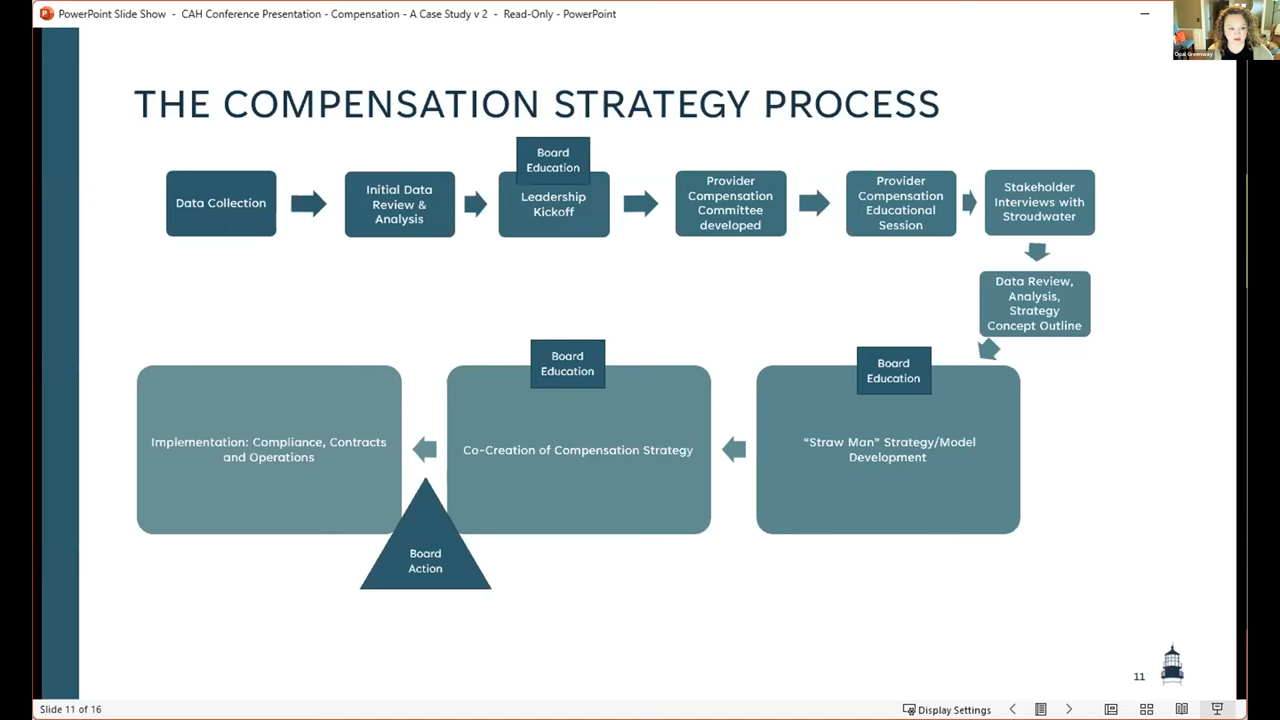 PowerPoint Slide Show - CAH Conference Presentation - Compensation - A Case Study v 2 - Read-Only - PowerPoint
Opal Greenway
THE COMPENSATION STRATEGY PROCESS
Data Collection
Initial Data
Review &
Analysis
Board
Education
Leadership
Kickoff
Provider
Compensation
Committee
developed
Provider
Compensation
Educational
Session
Stakeholder
Interviews with
Stroudwater
Data Review,
Analysis,
Strategy
Concept Outline
Board
Education
"Straw Man" Strategy/Model
Development
Board
Education
Co-Creation of Compensation Strategy
Implementation: Compliance, Contracts
and Operations
Board
Action
11
Slide 11 of 16
Display Settings